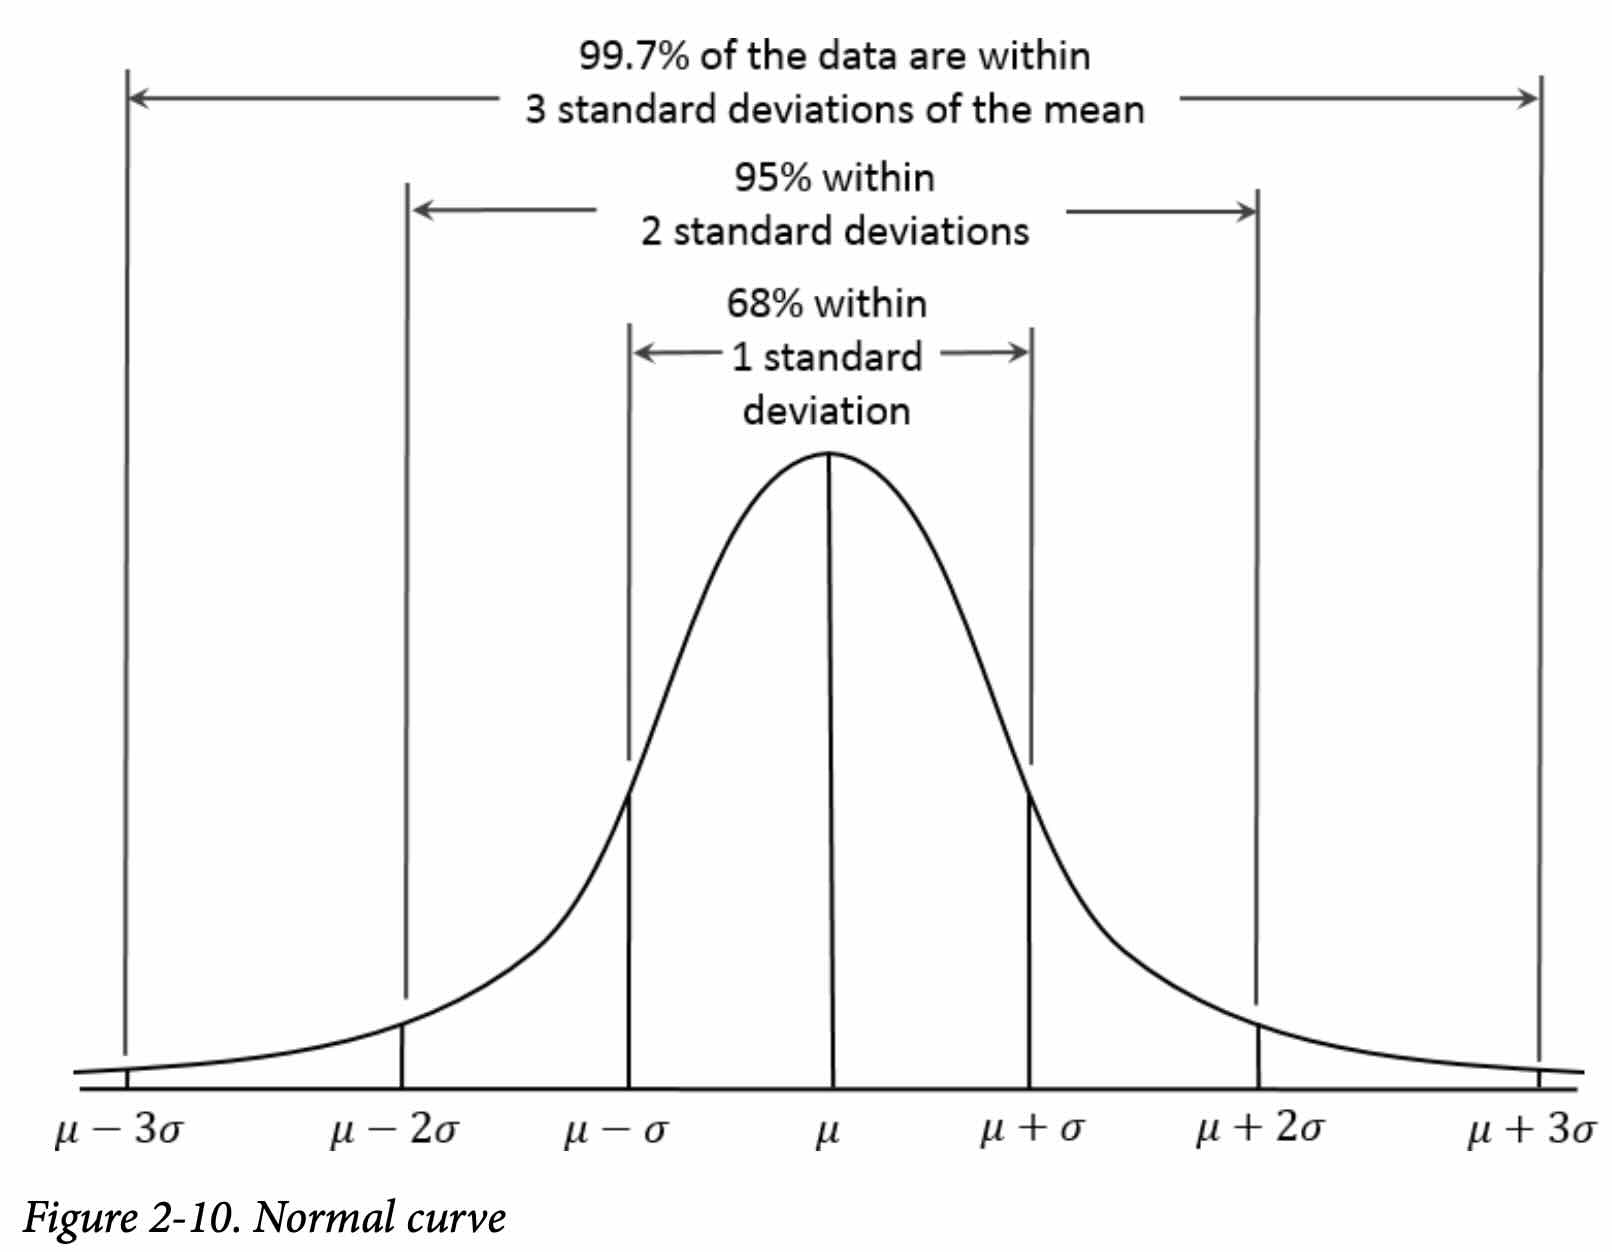 99.7% of the data are within
3 standard deviations of the mean
95% within
2 standard deviations
68% within
1 standard
deviation
μ − 3σ
μ − 2σ
μ − σ
μ
μ + σ
μ + 2σ
μ + 3σ
Figure 2-10. Normal curve